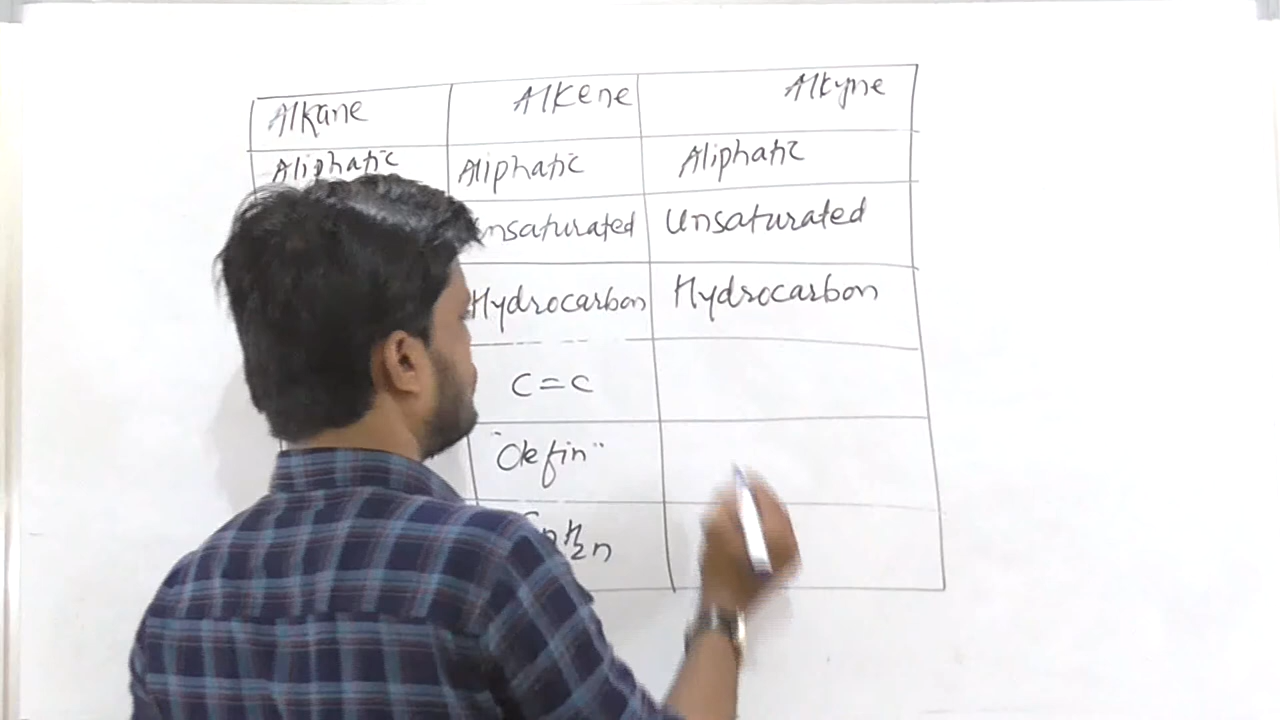 Alkane Alkene Alkyne
Aliphatic Aliphatic Aliphatic
Unsaturated
Hydrocarbon Hydrocarbon
C=C
"Olefin"